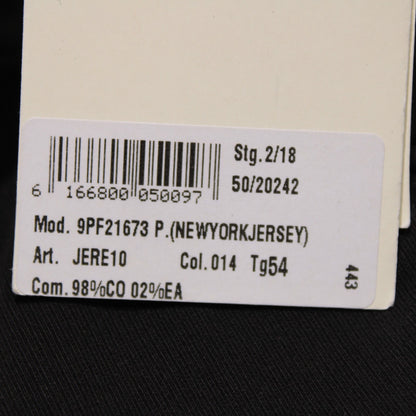 Stg.2/18
6 166800 050097
50/20242
Mod. 9PF21673 P.(NEWYORKJERSEY)
Art. JERE10 Col.014 Tg54
Com. 98%CO 02%EA
443